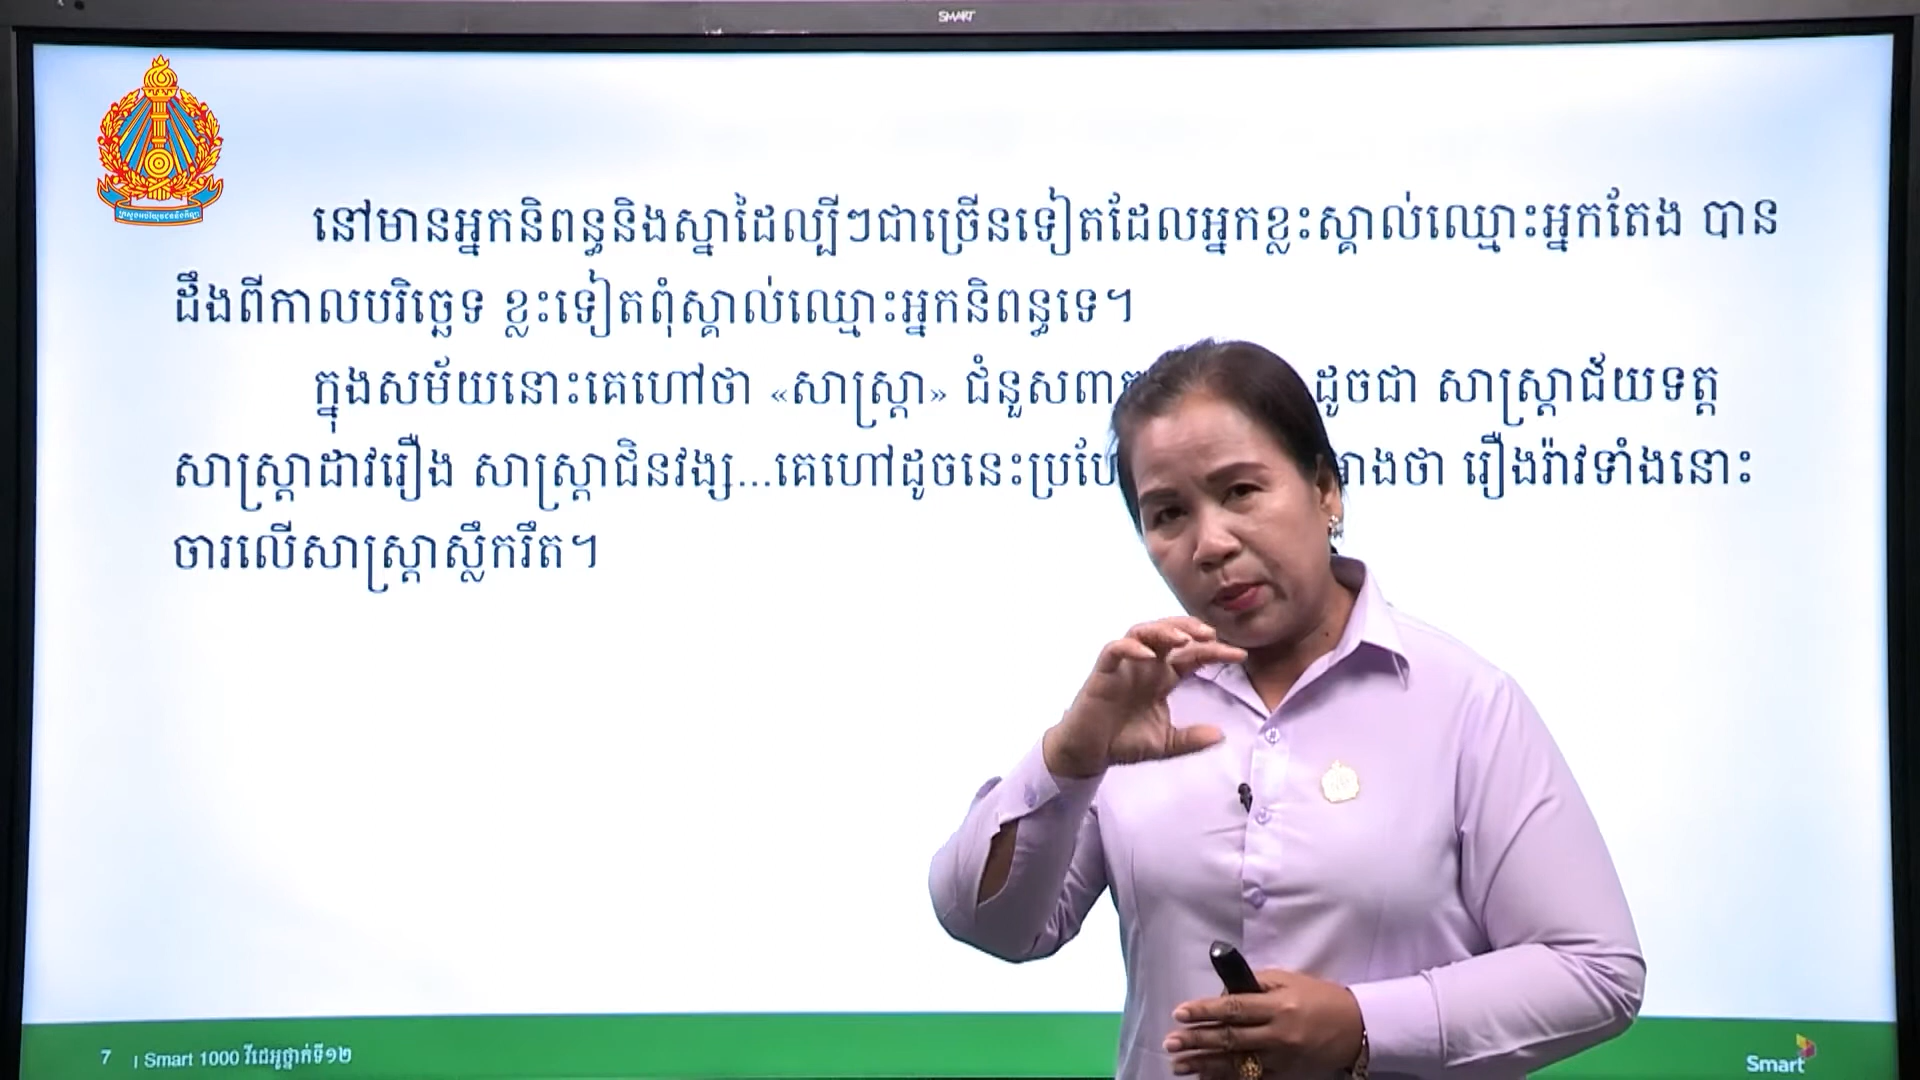 SMART
នៅមានអ្នកនិពន្ធនិងស្នាដៃល្បីៗជាច្រើនទៀតដែលអ្នកខ្លះស្គាល់ឈ្មោះអ្នកតែង បាន
ដឹងពីកាលបរិច្ឆេទ ខ្លះទៀតពុំស្គាល់ឈ្មោះអ្នកនិពន្ធទេ។
ក្នុងសម័យនោះគេហៅថា «សាស្ត្រា» ជំនួស ដូចជា សាស្ត្រាជ័យទត្ត
សាស្ត្រាដាវរឿង សាស្ត្រាជិនវង្ស...គេហៅដូចនេះ រឿងរ៉ាវទាំងនោះ
ចារលើសាស្ត្រាស្លឹករឹត។
7 | Smart 1000 វីដេអូថ្នាក់ទី១២
Smart